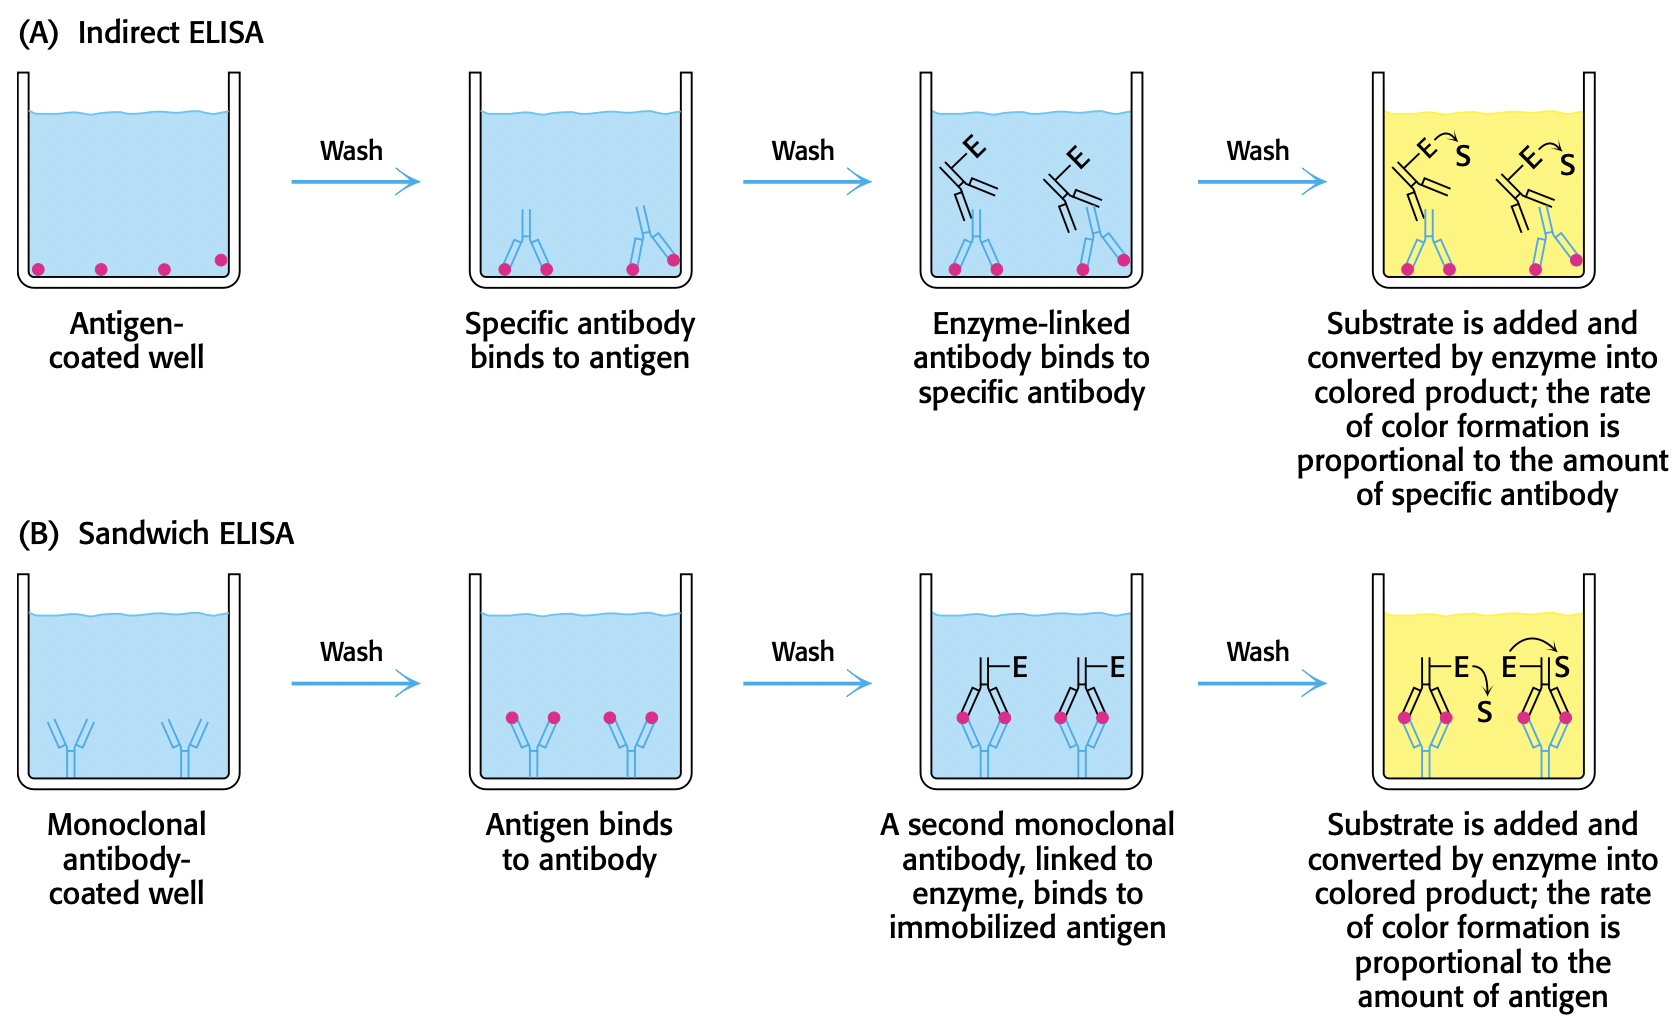 (A) Indirect ELISA
Wash
Wash
Wash
E
E
E
S
E
S
Antigen-
coated well
Specific antibody
binds to antigen
Enzyme-linked
antibody binds to
specific antibody
Substrate is added and
converted by enzyme into
colored product; the rate
of color formation is
proportional to the amount
of specific antibody
(B) Sandwich ELISA
Wash
Wash
Wash
E
E
E
S
E
S
Monoclonal
antibody-
coated well
Antigen binds
to antibody
A second monoclonal
antibody, linked to
enzyme, binds to
immobilized antigen
Substrate is added and
converted by enzyme into
colored product; the rate
of color formation is
proportional to the
amount of antigen